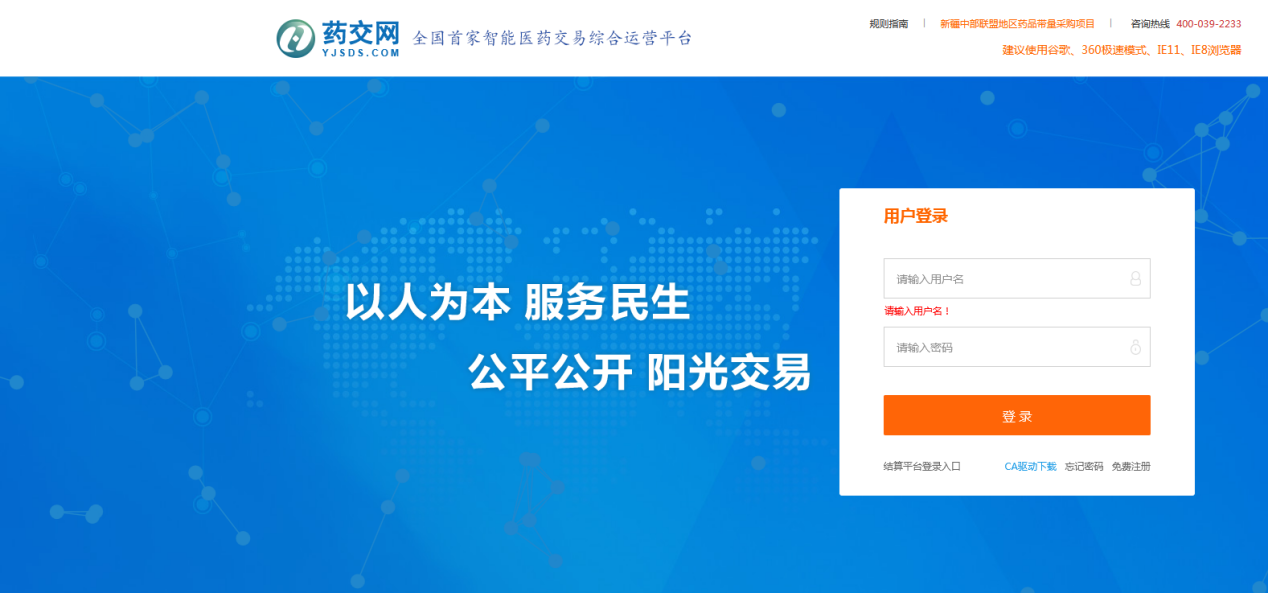 药交网 全国首家智能医药交易综合运营平台
YJSDS.COM
规则指南 | 新疆中部联盟地区药品带量采购项目 | 咨询热线 400-039-2233
建议使用谷歌、360极速模式、IE11、IE8浏览器
以人为本 服务民生
公平公开 阳光交易
用户登录
请输入用户名
请输入用户名！
请输入密码
登 录
结算平台登录入口 CA驱动下载 忘记密码 免费注册